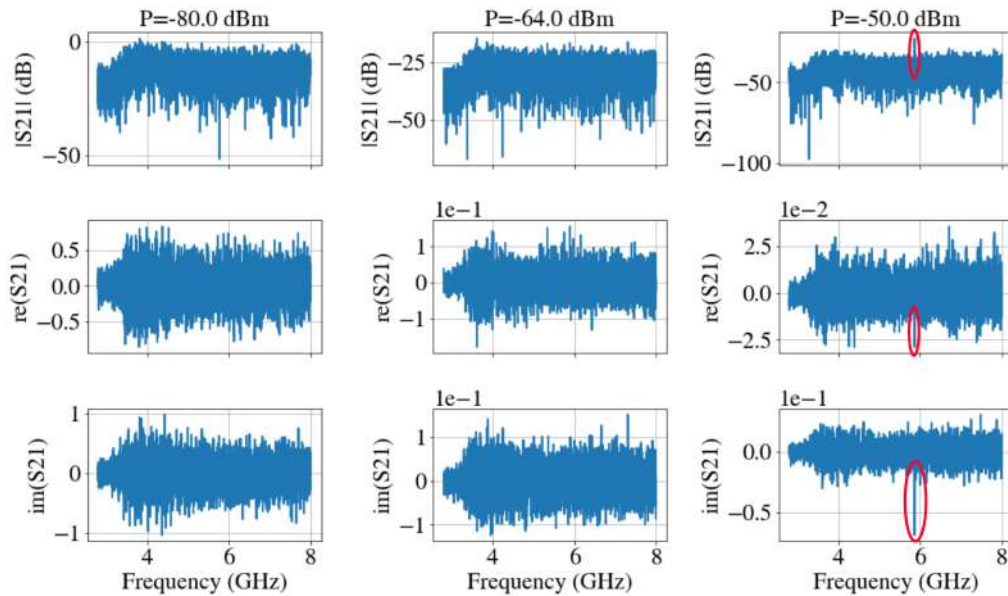 P=-80.0 dBm P=-64.0 dBm P=-50.0 dBm
|S21| (dB) 0 −50
|S21| (dB) −25 −50
|S21| (dB) −50 −100
re(S21) 0.5 0.0 −0.5
1e−1
re(S21) 1 0 −1
1e−2
re(S21) 2.5 0.0 −2.5
im(S21) 1 0 −1
1e−1
im(S21) 1 0 −1
1e−1
im(S21) 0.0 −0.5
4 6 8 4 6 8 4 6 8
Frequency (GHz) Frequency (GHz) Frequency (GHz)